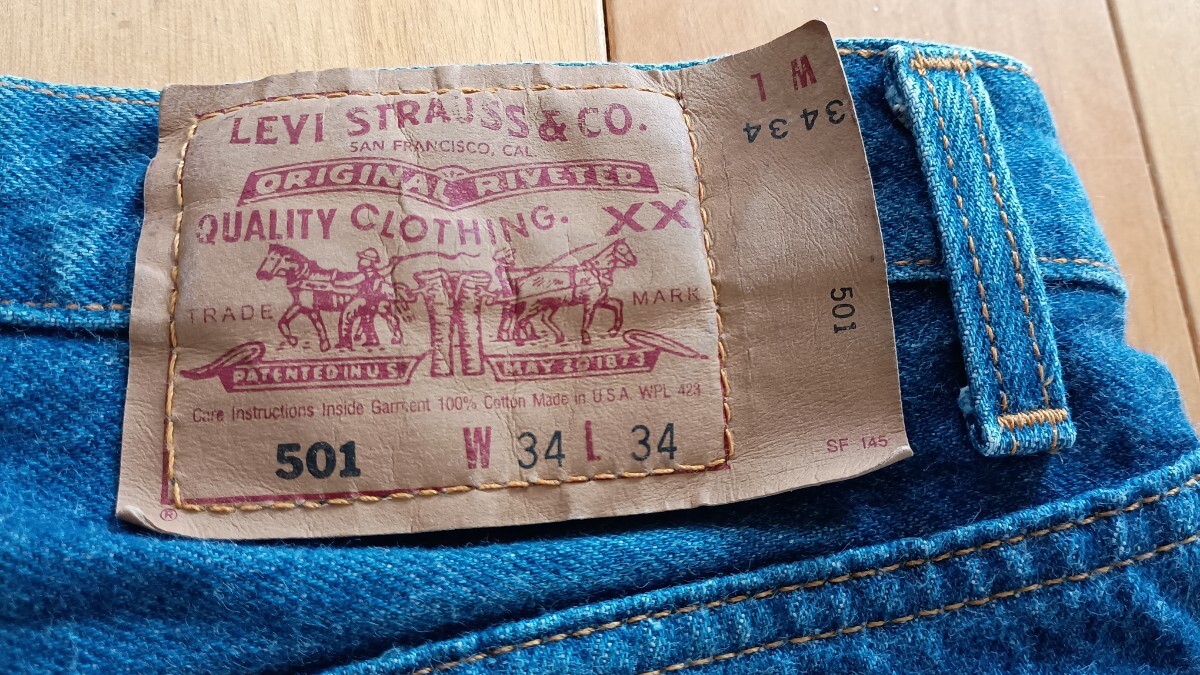 LEVI STRAUSS & CO.
SAN FRANCISCO, CAL
ORIGINAL RIVETED
QUALITY CLOTHING. XX
TRADE MARK
PATENTED IN U.S. MAY 20 1873
Care Instructions Inside Garment 100% Cotton Made in U.S.A. WPL 423
501 W 34 L 34
®
W 34
L 34
501
SF 145